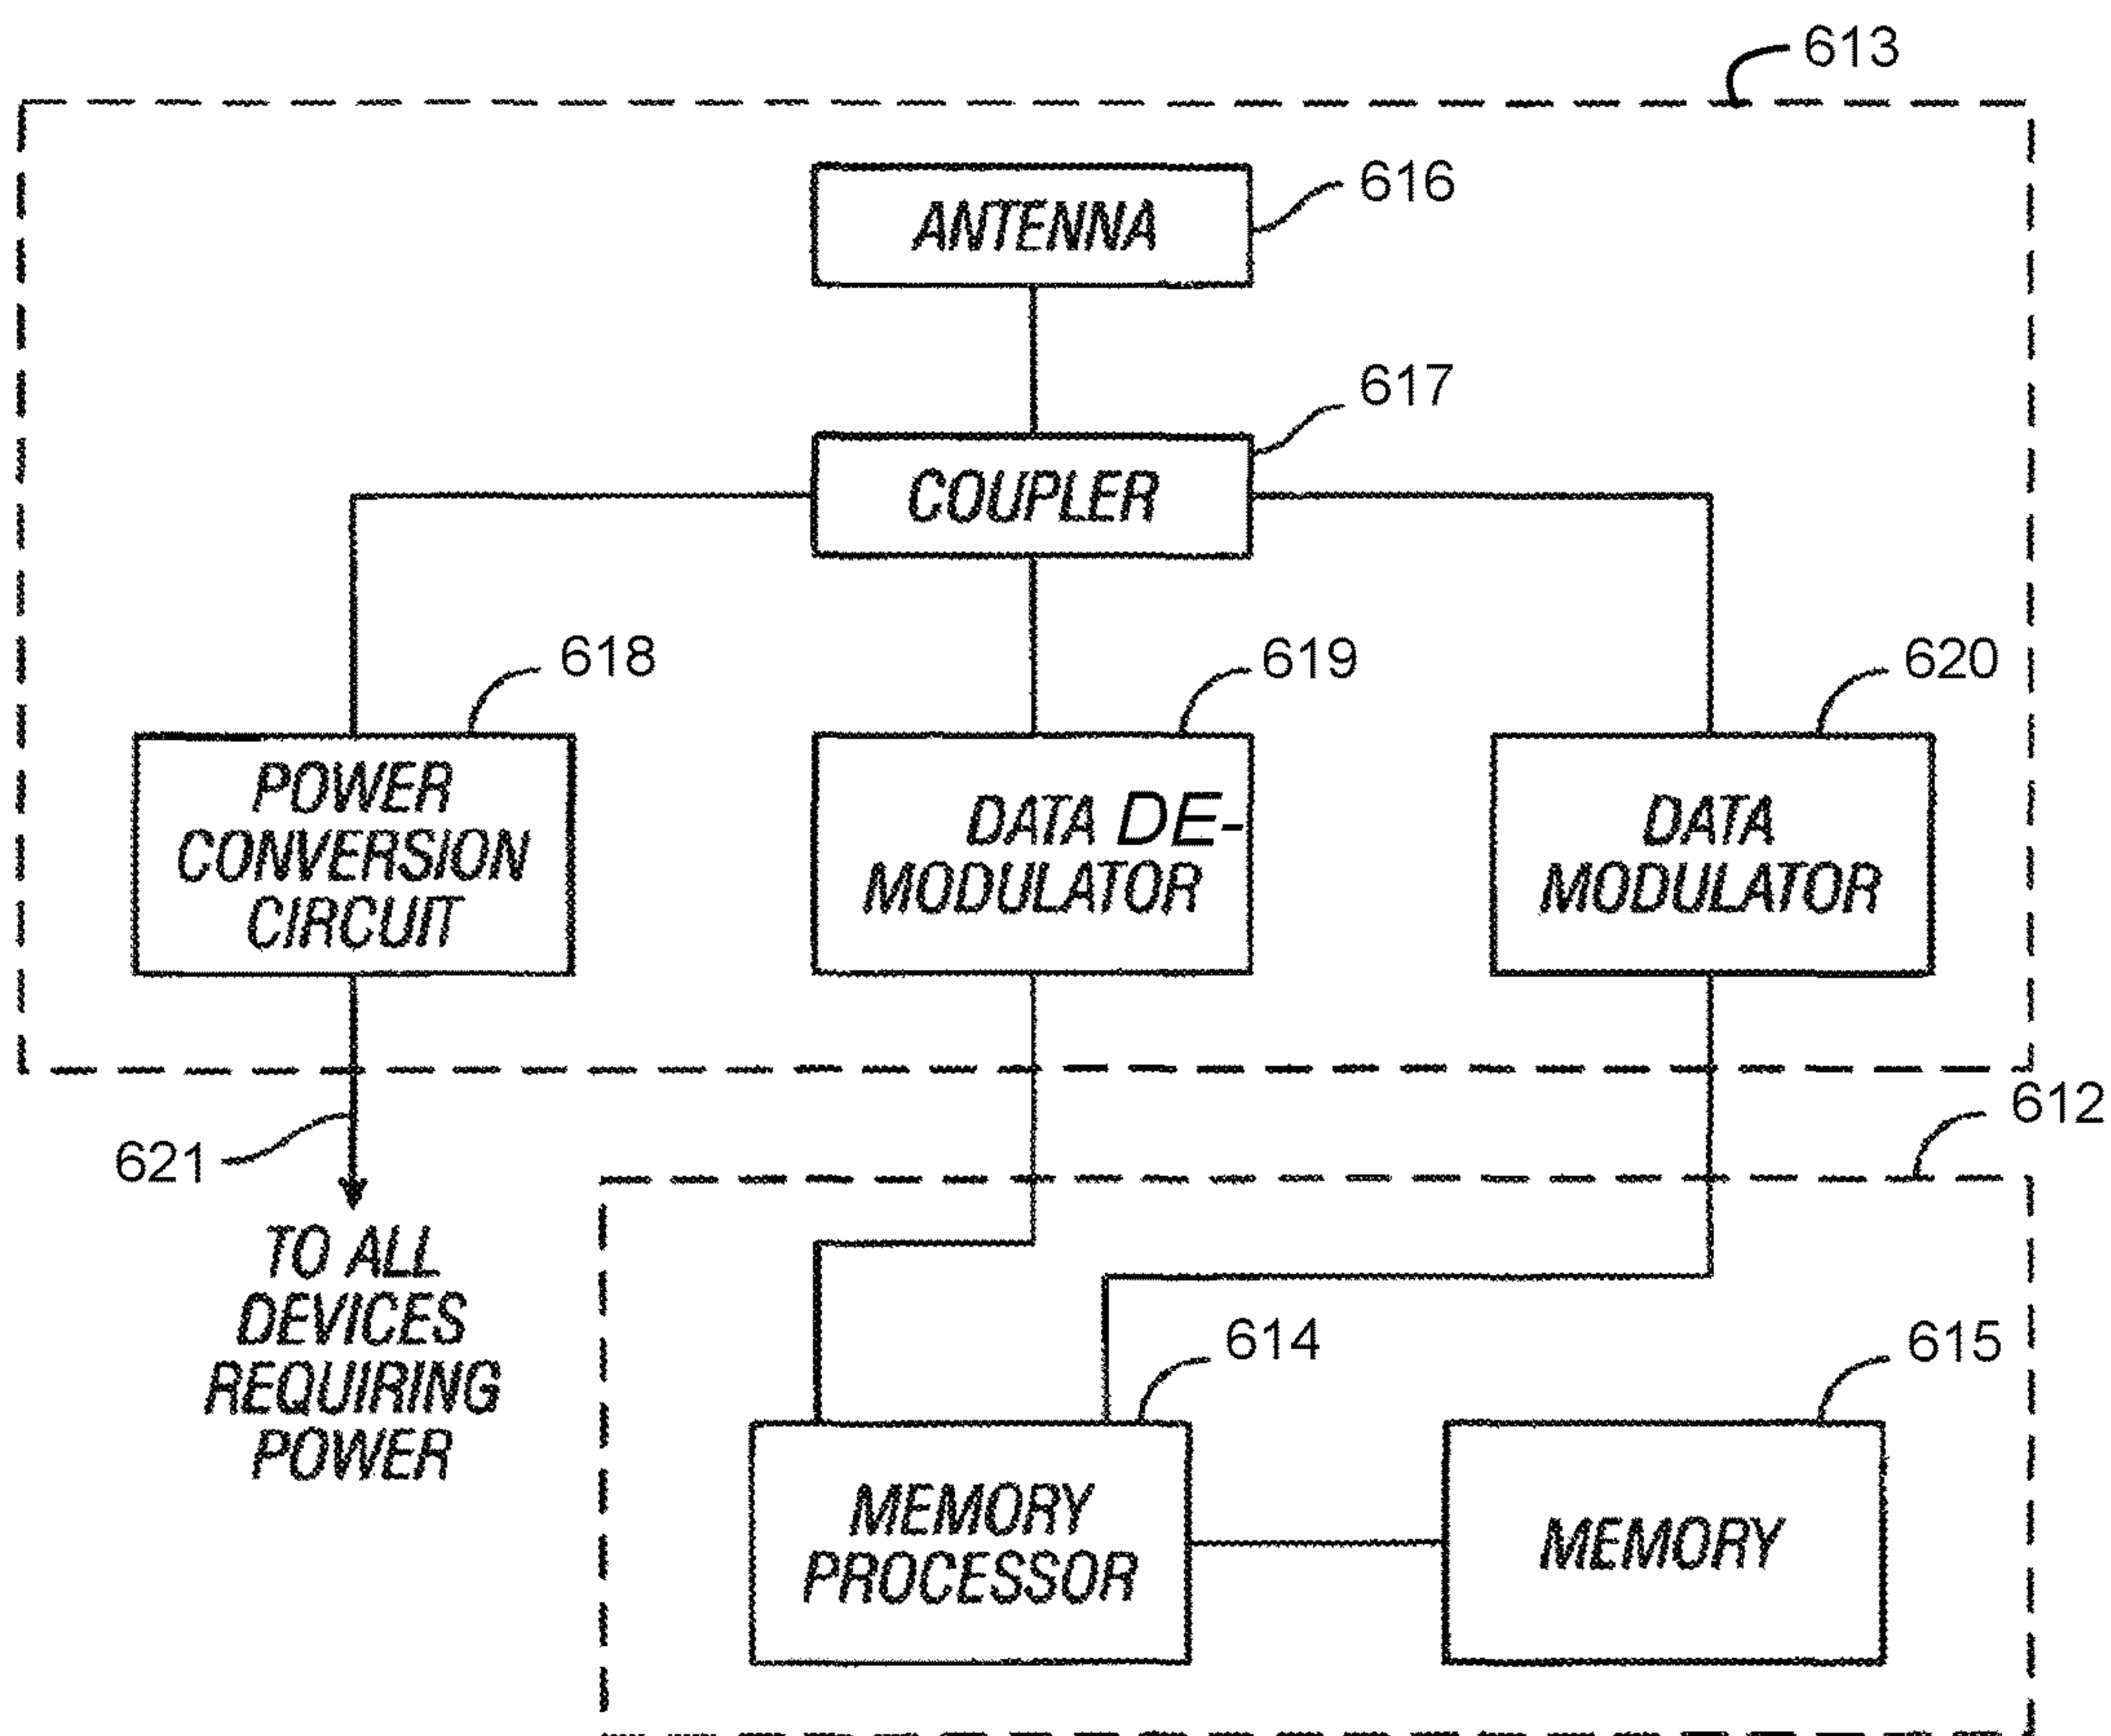 613
ANTENNA
616
617
COUPLER
618
619
620
POWER
CONVERSION
CIRCUIT
DATA DE-
MODULATOR
DATA
MODULATOR
612
621
TO ALL
DEVICES
REQUIRING
POWER
614
615
MEMORY
PROCESSOR
MEMORY